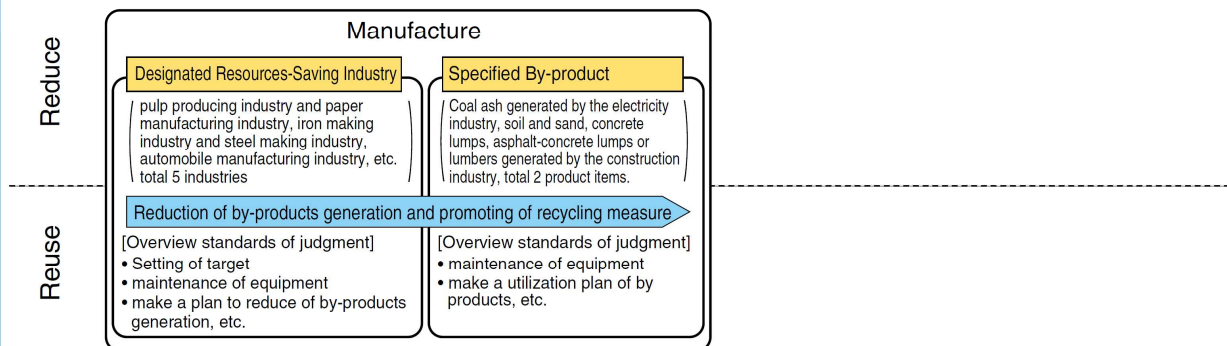 Manufacture
Reduce
Designated Resources-Saving Industry
pulp producing industry and paper
manufacturing industry, iron making
industry and steel making industry,
automobile manufacturing industry, etc.
total 5 industries
Specified By-product
Coal ash generated by the electricity
industry, soil and sand, concrete
lumps, asphalt-concrete lumps or
lumbers generated by the construction
industry, total 2 product items.
Reuse
Reduction of by-products generation and promoting of recycling measure
[Overview standards of judgment]
• Setting of target
• maintenance of equipment
• make a plan to reduce of by-products
generation, etc.
[Overview standards of judgment]
• maintenance of equipment
• make a utilization plan of by
products, etc.